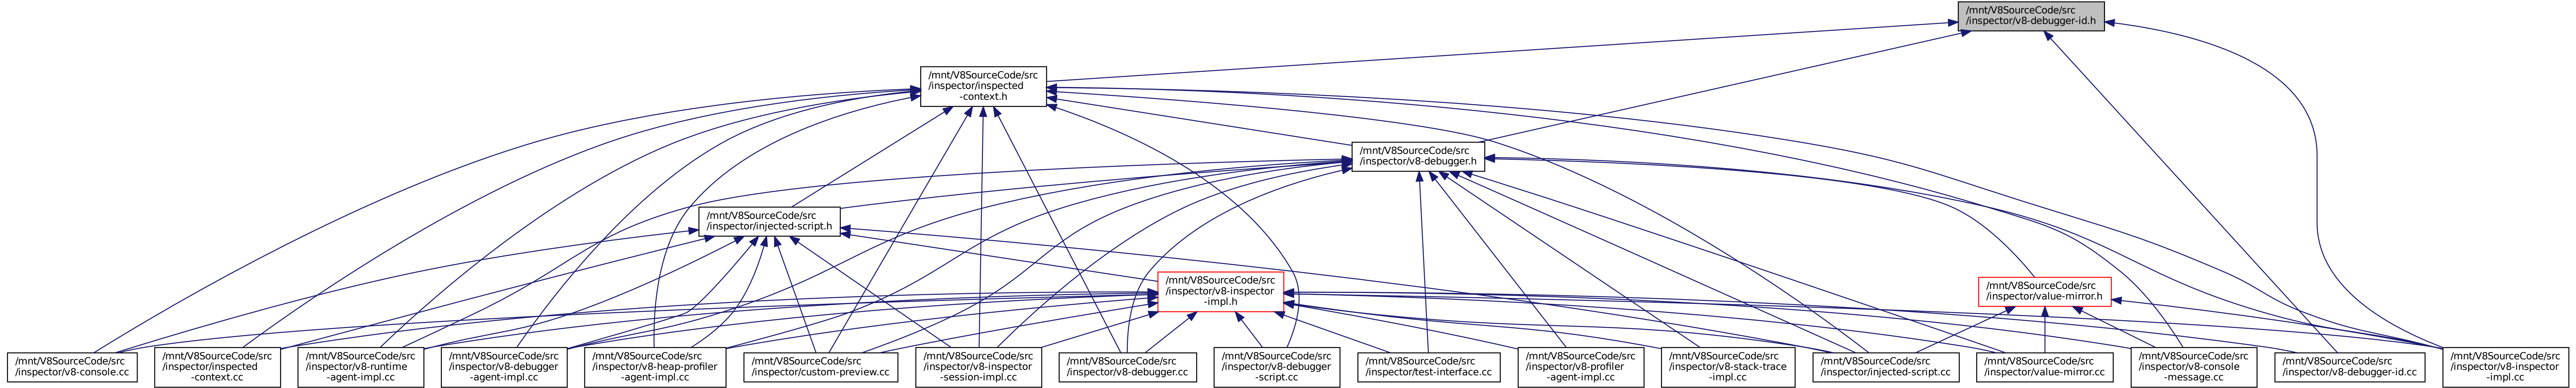 /mnt/V8SourceCode/src
/inspector/v8-debugger-id.h
/mnt/V8SourceCode/src
/inspector/inspected
-context.h
/mnt/V8SourceCode/src
/inspector/v8-debugger.h
/mnt/V8SourceCode/src
/inspector/injected-script.h
/mnt/V8SourceCode/src
/inspector/v8-inspector
-impl.h
/mnt/V8SourceCode/src
/inspector/value-mirror.h
/mnt/V8SourceCode/src
/inspector/v8-console.cc
/mnt/V8SourceCode/src
/inspector/inspected
-context.cc
/mnt/V8SourceCode/src
/inspector/v8-runtime
-agent-impl.cc
/mnt/V8SourceCode/src
/inspector/v8-debugger
-agent-impl.cc
/mnt/V8SourceCode/src
/inspector/v8-heap-profiler
-agent-impl.cc
/mnt/V8SourceCode/src
/inspector/custom-preview.cc
/mnt/V8SourceCode/src
/inspector/v8-inspector
-session-impl.cc
/mnt/V8SourceCode/src
/inspector/v8-debugger.cc
/mnt/V8SourceCode/src
/inspector/v8-debugger
-script.cc
/mnt/V8SourceCode/src
/inspector/test-interface.cc
/mnt/V8SourceCode/src
/inspector/v8-profiler
-agent-impl.cc
/mnt/V8SourceCode/src
/inspector/v8-stack-trace
-impl.cc
/mnt/V8SourceCode/src
/inspector/injected-script.cc
/mnt/V8SourceCode/src
/inspector/value-mirror.cc
/mnt/V8SourceCode/src
/inspector/v8-console
-message.cc
/mnt/V8SourceCode/src
/inspector/v8-debugger-id.cc
/mnt/V8SourceCode/src
/inspector/v8-inspector
-impl.cc